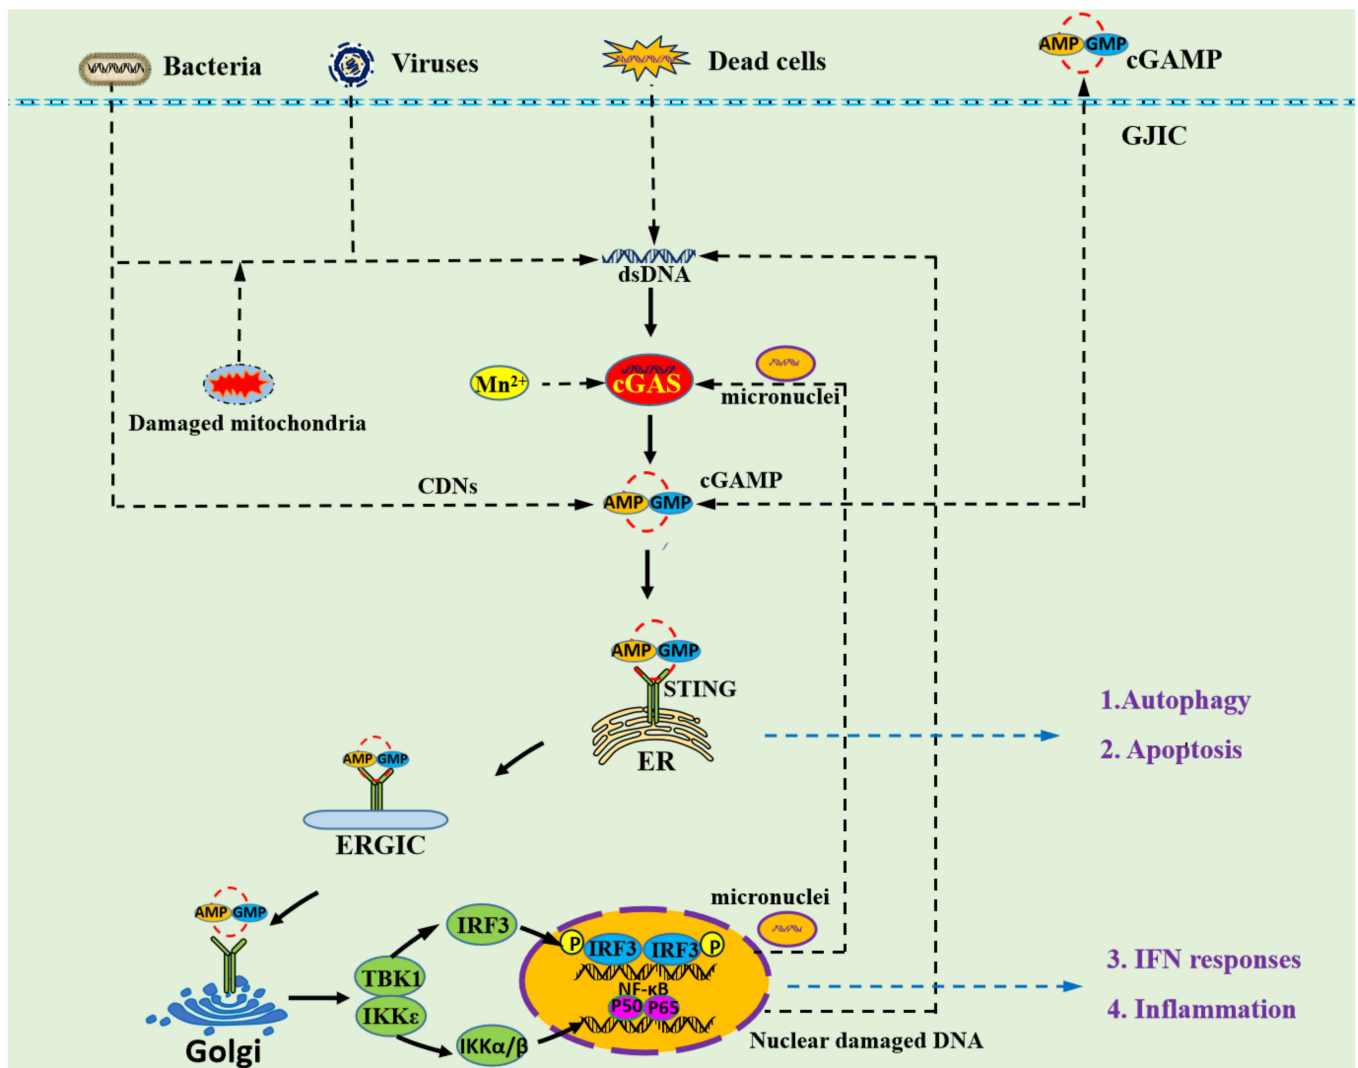 Bacteria
Viruses
Dead cells
AMP GMP
cGAMP
GJIC
dsDNA
Mn²⁺
cGAS
micronuclei
Damaged mitochondria
CDNs
cGAMP
AMP GMP
AMP GMP
STING
ER
1.Autophagy
2. Apoptosis
AMP GMP
ERGIC
AMP GMP
Golgi
TBK1
IKKε
IRF3
IKKα/β
P IRF3 IRF3 P
NF-κB
P50 P65
micronuclei
Nuclear damaged DNA
3. IFN responses
4. Inflammation